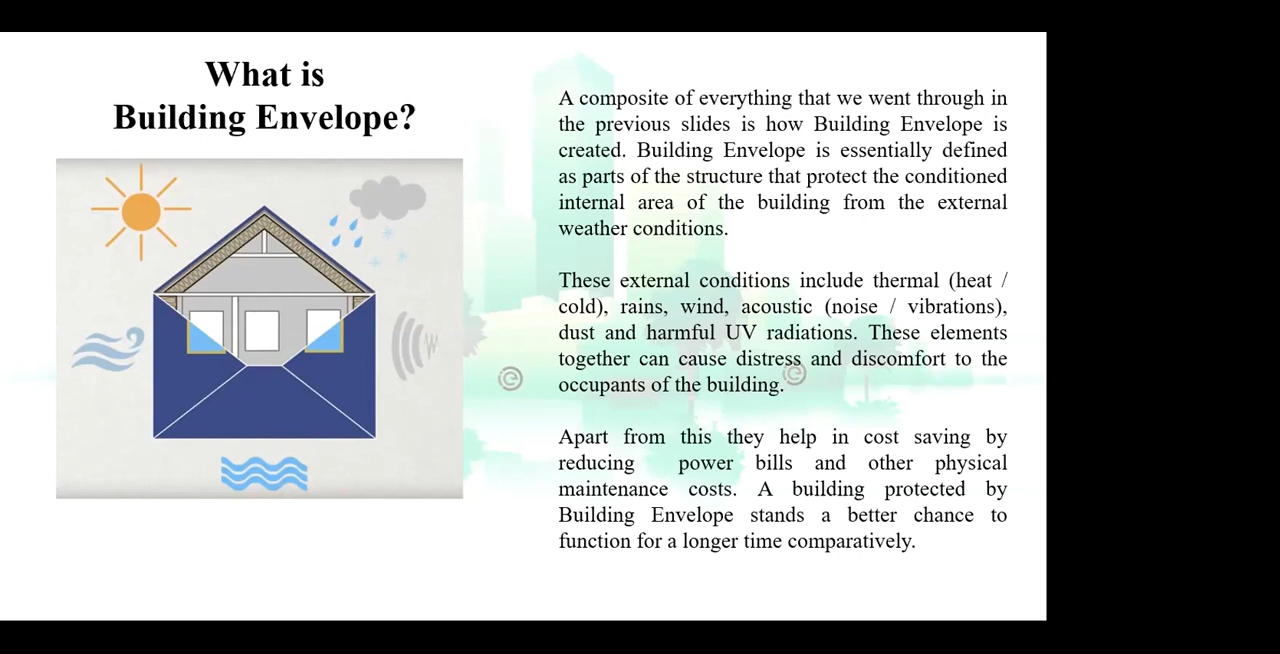 What is
Building Envelope?
A composite of everything that we went through in
the previous slides is how Building Envelope is
created. Building Envelope is essentially defined
as parts of the structure that protect the conditioned
internal area of the building from the external
weather conditions.
These external conditions include thermal (heat /
cold), rains, wind, acoustic (noise / vibrations),
dust and harmful UV radiations. These elements
together can cause distress and discomfort to the
occupants of the building.
Apart from this they help in cost saving by
reducing power bills and other physical
maintenance costs. A building protected by
Building Envelope stands a better chance to
function for a longer time comparatively.